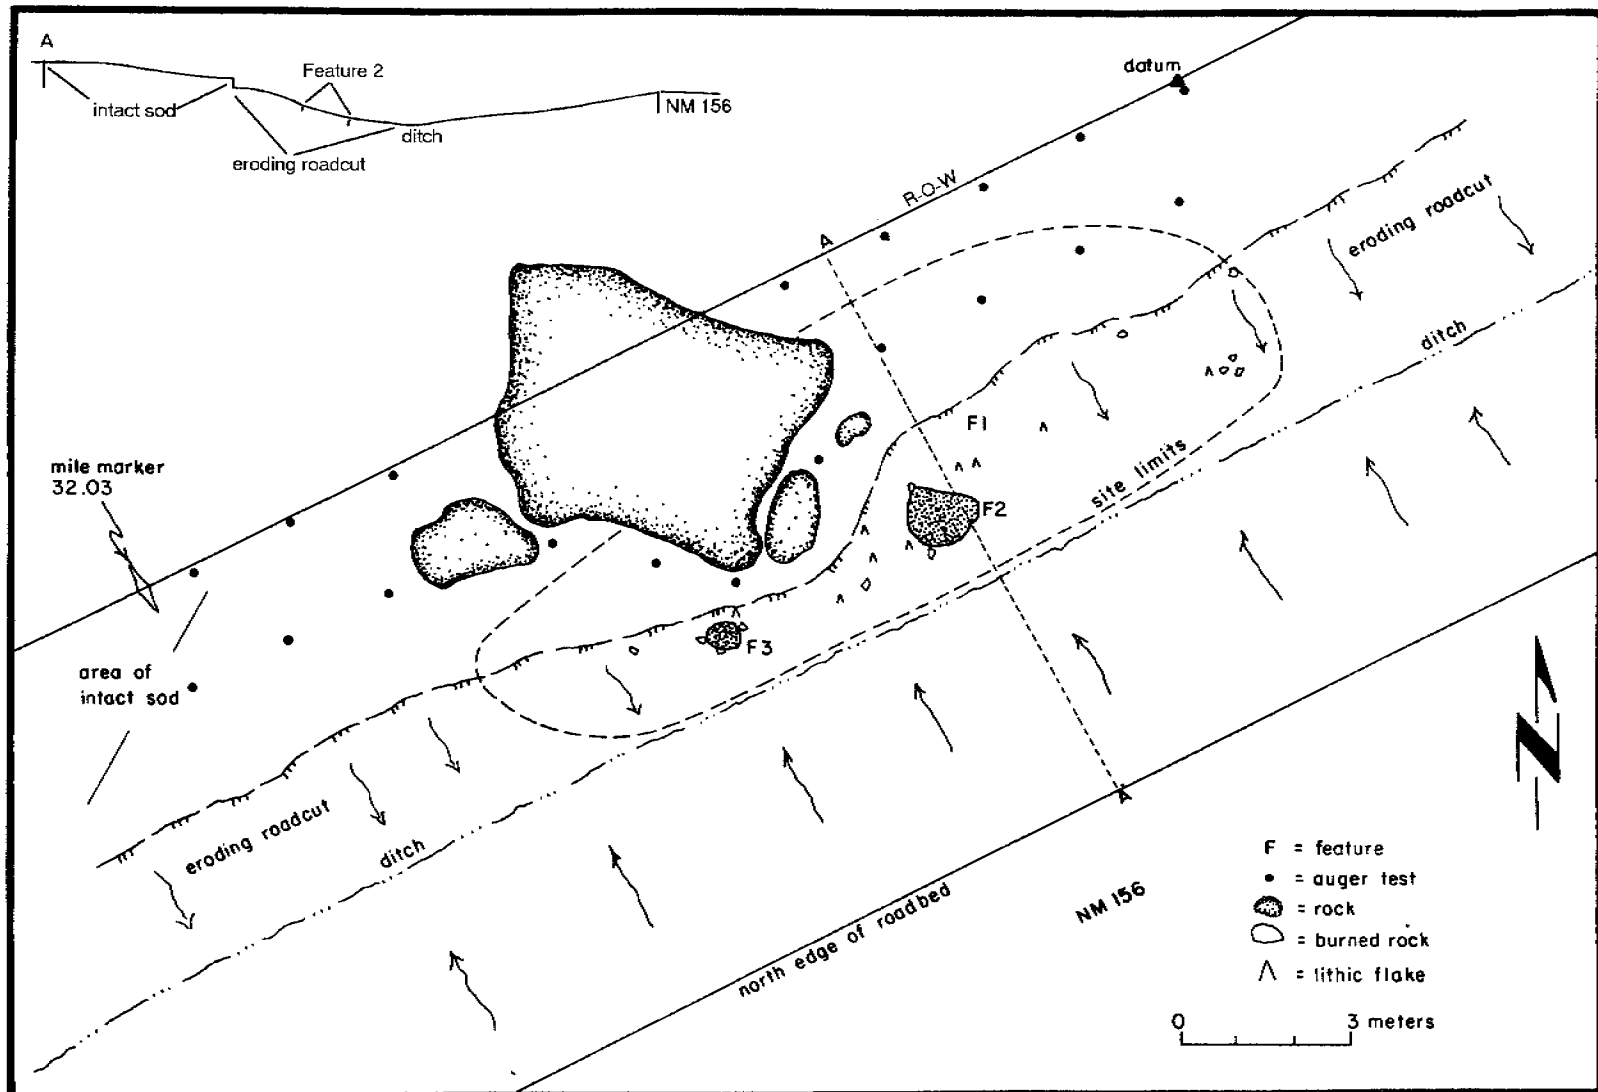 A
Feature 2
intact sod
NM 156
ditch
eroding roadcut
datum
R-O-W
A
eroding roadcut
ditch
F1
site limits
F2
mile marker
32.03
area of
intact sod
F3
A
eroding roadcut
ditch
north edge of roadbed
NM 156
N
F = feature
• = auger test
= rock
= burned rock
Λ = lithic flake
0 3 meters